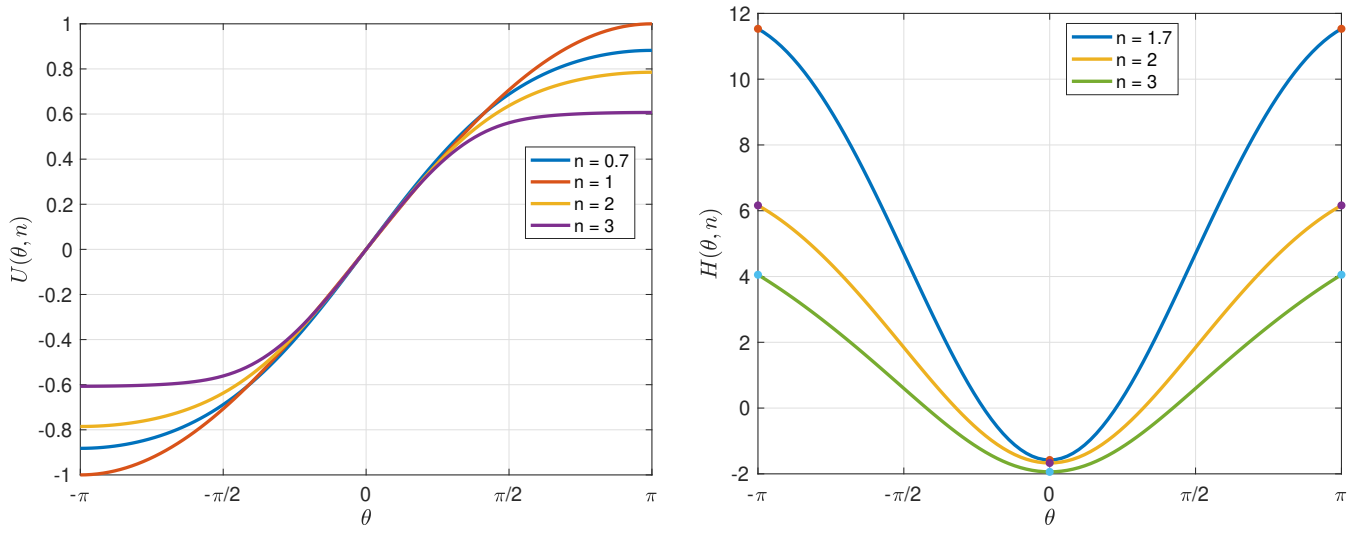 1
0.8
0.6
0.4
0.2
0
-0.2
-0.4
-0.6
-0.8
-1
U(θ, n)
-π
-π/2
0
π/2
π
θ
n = 0.7
n = 1
n = 2
n = 3
12
10
8
6
4
2
0
-2
H(θ, n)
-π
-π/2
0
π/2
π
θ
n = 1.7
n = 2
n = 3